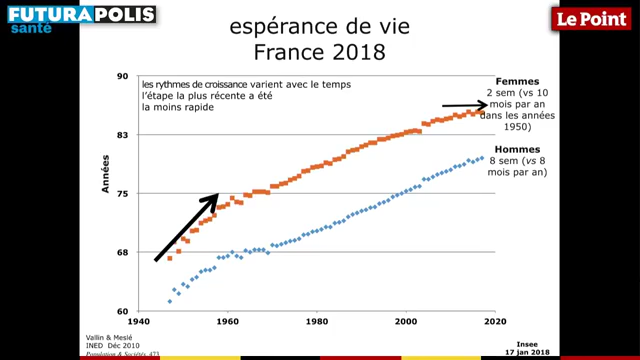 FUTURAPOLIS
santé
Le Point
espérance de vie
France 2018
les rythmes de croissance varient avec le temps
l'étape la plus récente a été
la moins rapide
Femmes
2 sem (vs 10
mois par an
dans les années
1950)
Hommes
8 sem (vs 8
mois par an)
Années
90
83
75
68
60
1940
1960
1980
2000
2020
Vallin & Meslé
INED Déc 2010
Population & Sociétés, 473
Insee
17 jan 2018